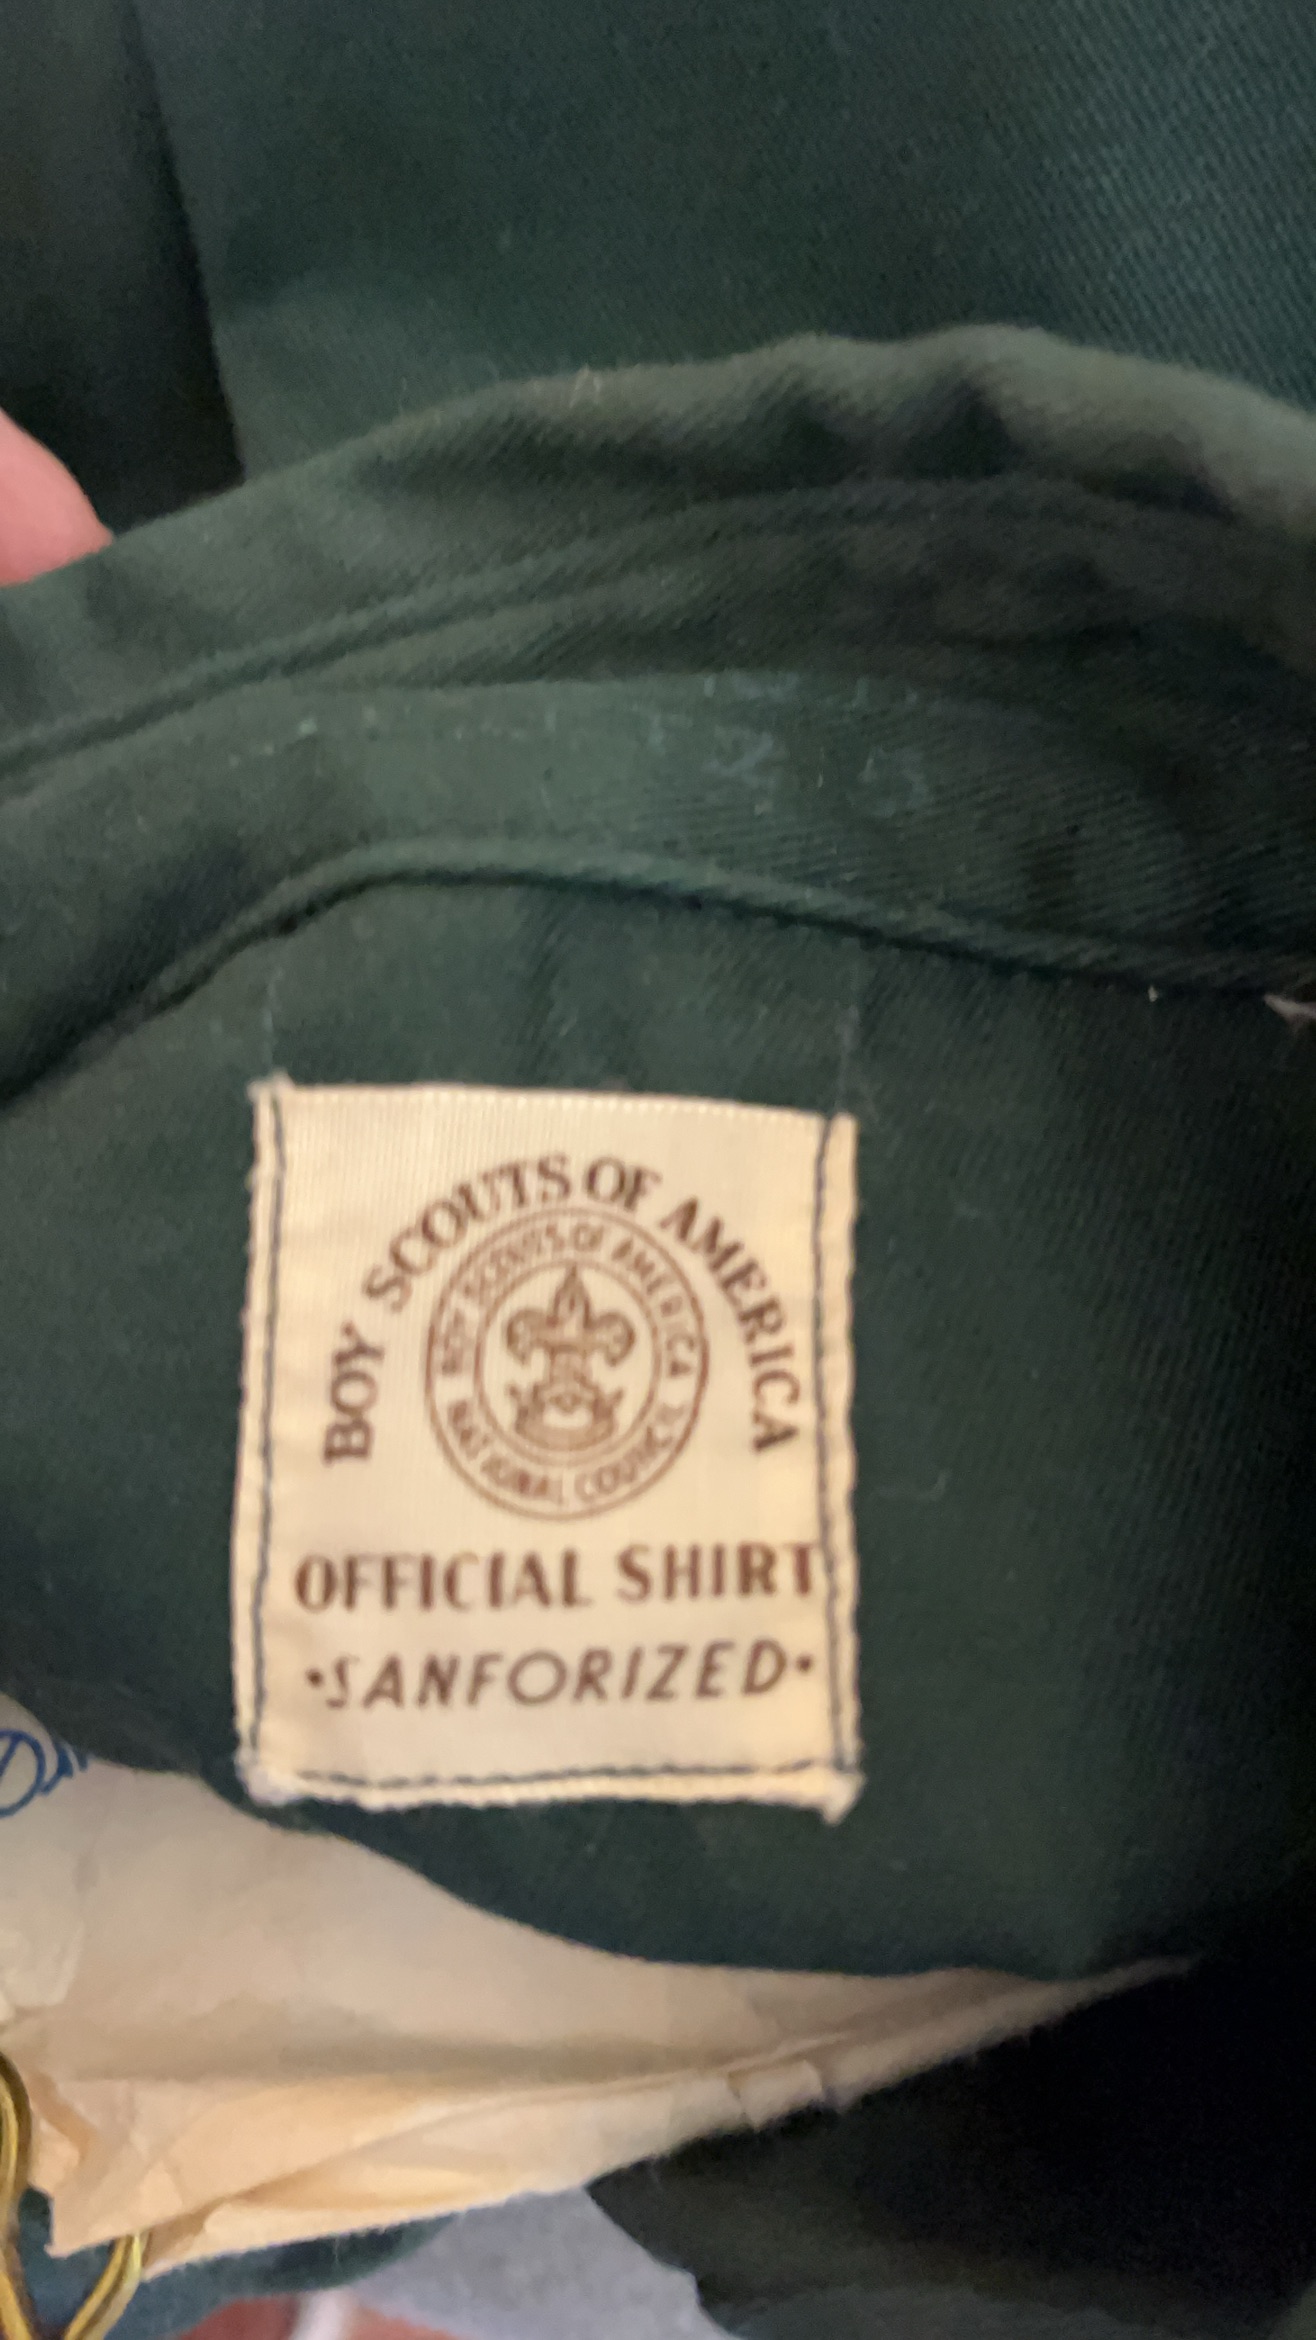 BOY SCOUTS OF AMERICA
BOY SCOUTS OF AMERICA
NATIONAL COUNCIL
OFFICIAL SHIRT
•SANFORIZED•